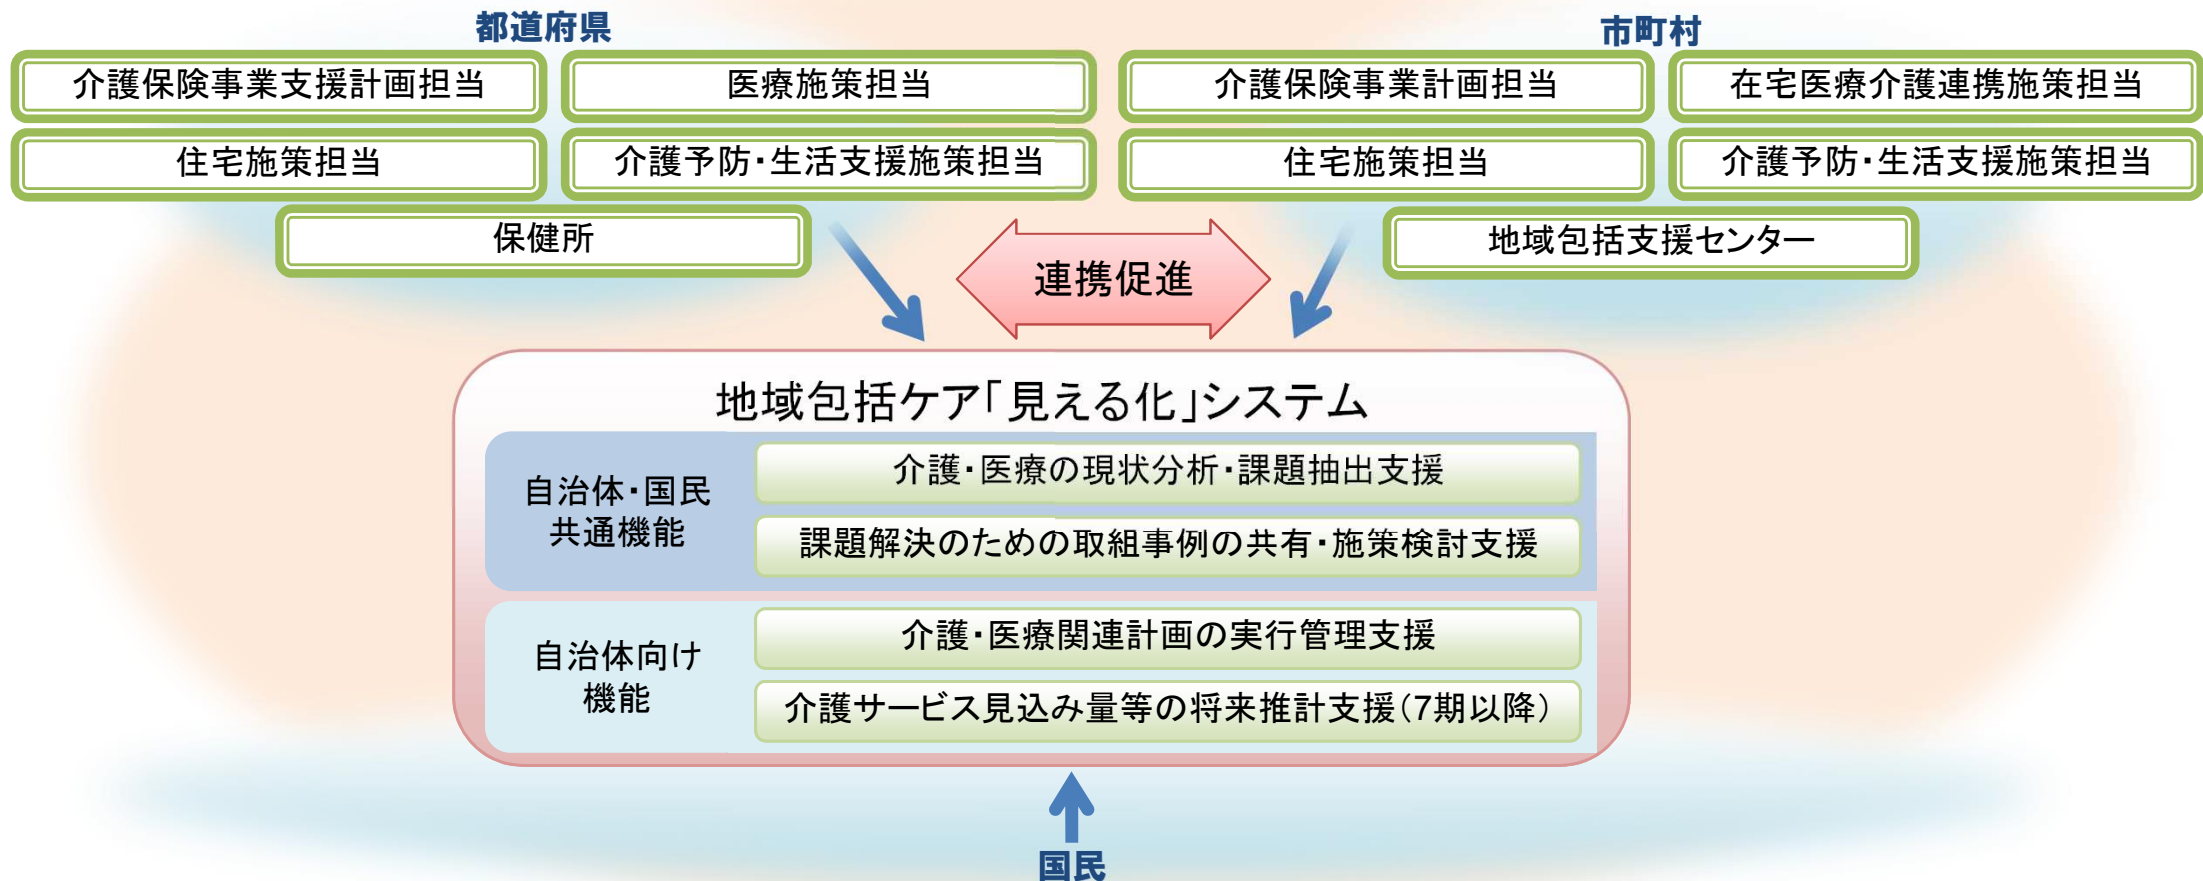 都道府県
介護保険事業支援計画担当
医療施策担当
住宅施策担当
介護予防・生活支援施策担当
保健所
市町村
介護保険事業計画担当
在宅医療介護連携施策担当
住宅施策担当
介護予防・生活支援施策担当
地域包括支援センター
連携促進
地域包括ケア「見える化」システム
自治体・国民
共通機能
介護・医療の現状分析・課題抽出支援
課題解決のための取組事例の共有・施策検討支援
自治体向け
機能
介護・医療関連計画の実行管理支援
介護サービス見込み量等の将来推計支援（7期以降）
国民